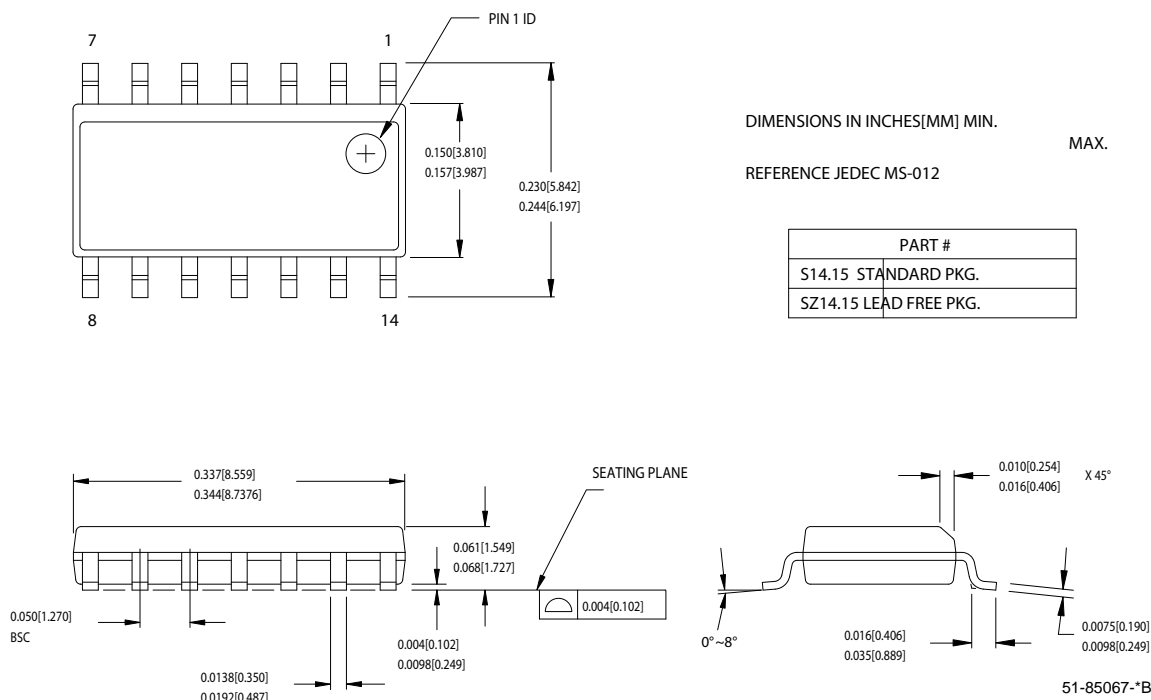 PIN 1 ID
7
1
0.150[3.810]
0.157[3.987]
0.230[5.842]
0.244[6.197]
8
14
DIMENSIONS IN INCHES[MM] MIN.
MAX.
REFERENCE JEDEC MS-012
PART #
S14.15 STANDARD PKG.
SZ14.15 LEAD FREE PKG.
0.337[8.559]
0.344[8.7376]
SEATING PLANE
0.061[1.549]
0.068[1.727]
0.004[0.102]
0.050[1.270]
BSC
0.004[0.102]
0.0098[0.249]
0.0138[0.350]
0.0192[0.487]
0.010[0.254]
0.016[0.406]
X 45°
0°~8°
0.016[0.406]
0.035[0.889]
0.0075[0.190]
0.0098[0.249]
51-85067-*B